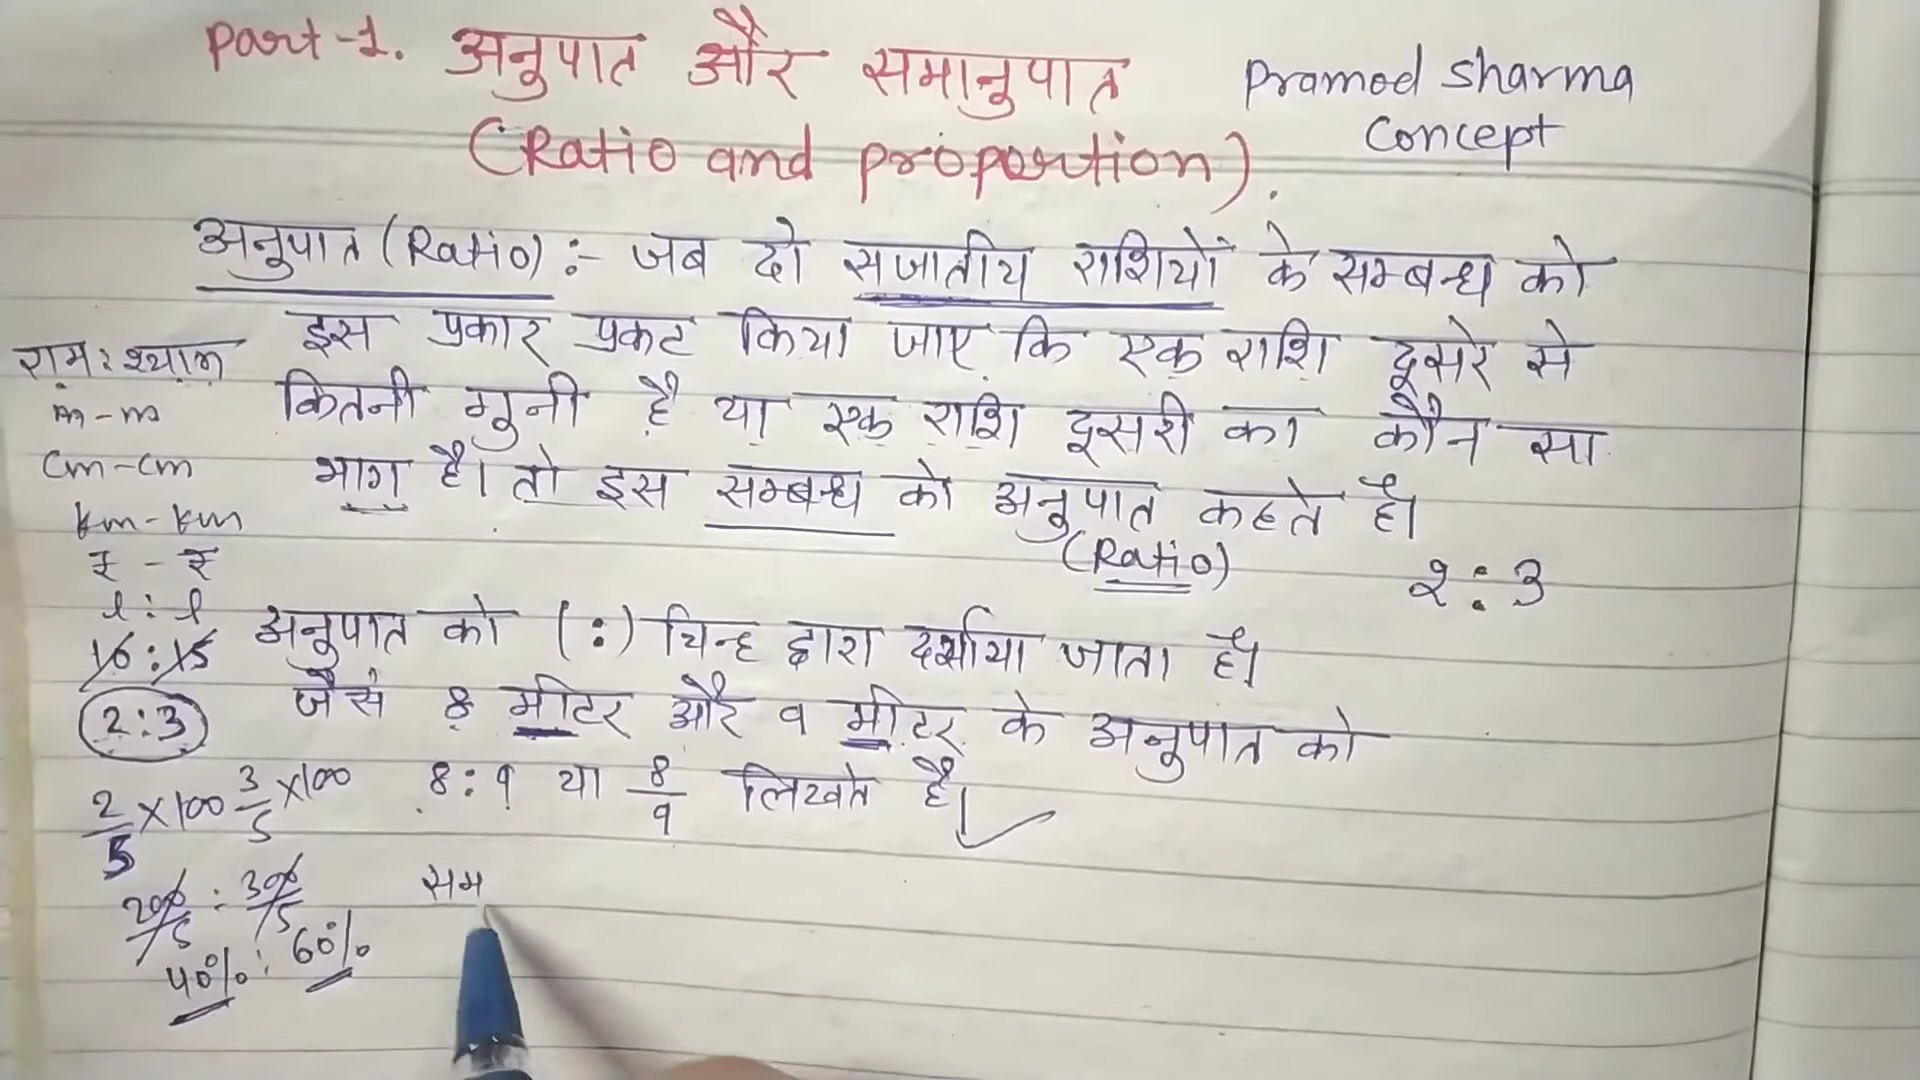 Part-1. अनुपात और समानुपात
Pramod Sharma
Concept
(Ratio and proportion).
अनुपात (Ratio) :- जब दो सजातीय राशियों के सम्बन्ध को
इस प्रकार प्रकट किया जाए कि एक राशि दूसरे से
कितनी गुनी है या एक राशि दूसरी का कौन सा
भाग है। तो इस सम्बन्ध को अनुपात कहते है।
(Ratio)
2 : 3
राम : श्याम
m - m
cm - cm
km - km
₹ - ₹
l : l
अनुपात को (:) चिन्ह द्वारा दर्शाया जाता है।
10 : 15
जैसे 8 मीटर और 9 मीटर के अनुपात को
2:3
8 : 9 या 8/9 लिखते है।
2/5 ×100 3/5 ×100
200/5 : 300/5
40% : 60%
सम